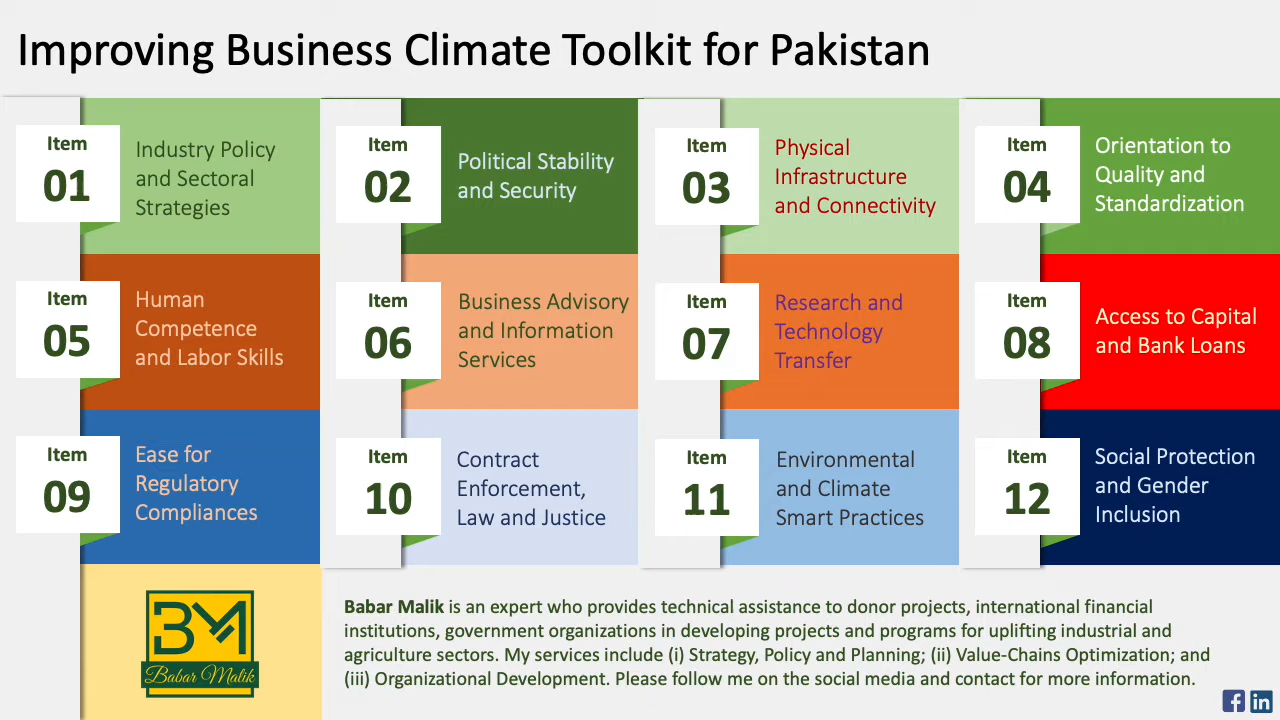 Improving Business Climate Toolkit for Pakistan
Item
01
Industry Policy
and Sectoral
Strategies
Item
02
Political Stability
and Security
Item
03
Physical
Infrastructure
and Connectivity
Item
04
Orientation to
Quality and
Standardization
Item
05
Human
Competence
and Labor Skills
Item
06
Business Advisory
and Information
Services
Item
07
Research and
Technology
Transfer
Item
08
Access to Capital
and Bank Loans
Item
09
Ease for
Regulatory
Compliances
Item
10
Contract
Enforcement,
Law and Justice
Item
11
Environmental
and Climate
Smart Practices
Item
12
Social Protection
and Gender
Inclusion
BM
Babar Malik
Babar Malik is an expert who provides technical assistance to donor projects, international financial
institutions, government organizations in developing projects and programs for uplifting industrial and
agriculture sectors. My services include (i) Strategy, Policy and Planning; (ii) Value-Chains Optimization; and
(iii) Organizational Development. Please follow me on the social media and contact for more information.
f in